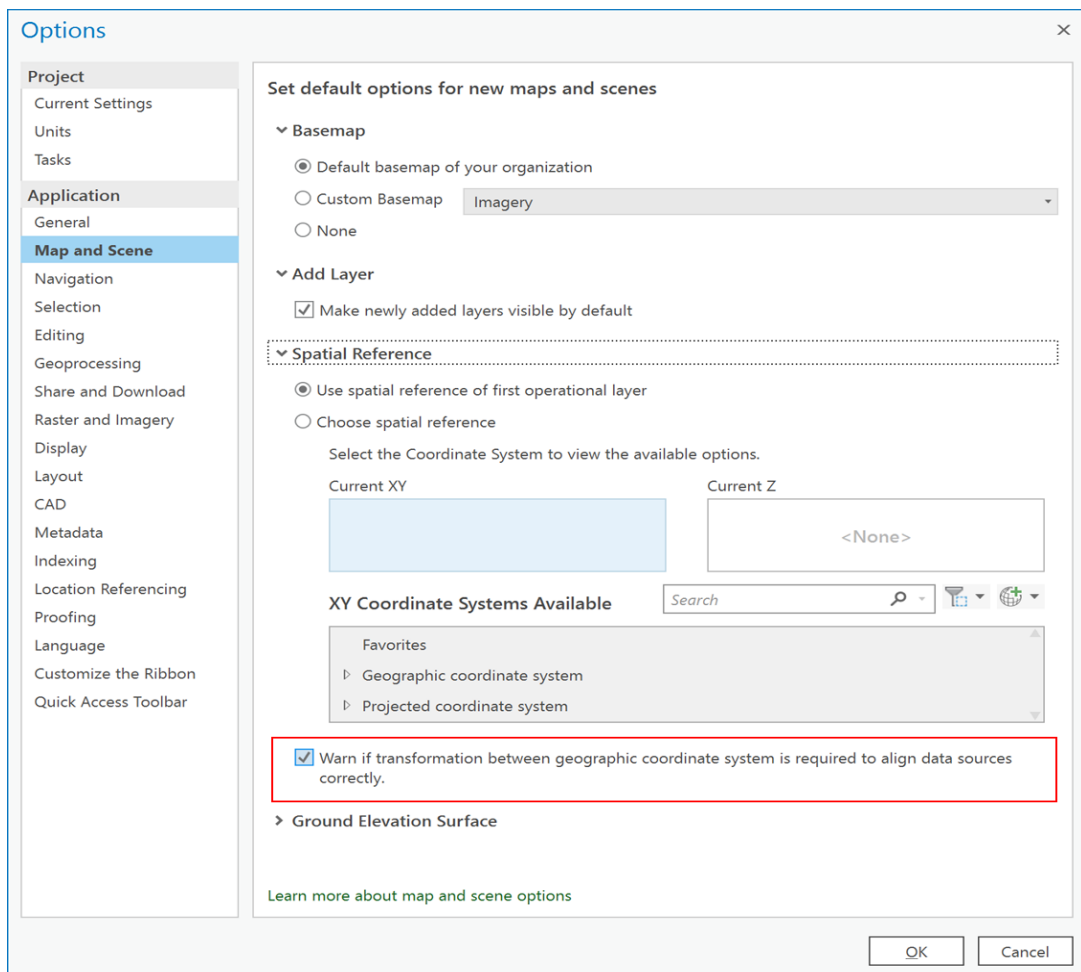 Options
Project
Current Settings
Units
Tasks
Application
General
Map and Scene
Navigation
Selection
Editing
Geoprocessing
Share and Download
Raster and Imagery
Display
Layout
CAD
Metadata
Indexing
Location Referencing
Proofing
Language
Customize the Ribbon
Quick Access Toolbar
Set default options for new maps and scenes
Basemap
Default basemap of your organization
Custom Basemap
Imagery
None
Add Layer
Make newly added layers visible by default
Spatial Reference
Use spatial reference of first operational layer
Choose spatial reference
Select the Coordinate System to view the available options.
Current XY
Current Z
<None>
XY Coordinate Systems Available
Search
Favorites
Geographic coordinate system
Projected coordinate system
Warn if transformation between geographic coordinate system is required to align data sources
correctly.
Ground Elevation Surface
Learn more about map and scene options
OK
Cancel